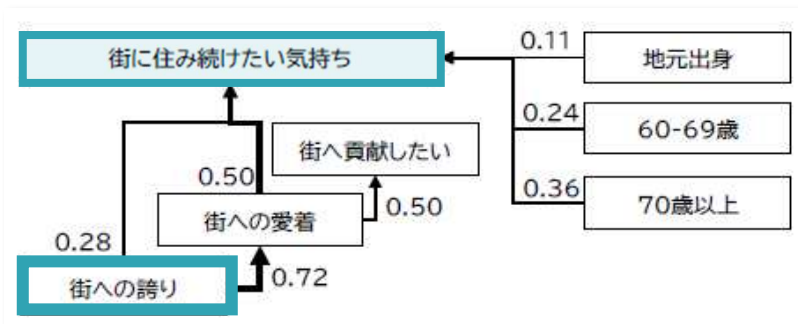 街に住み続けたい気持ち
0.11
地元出身
0.24
60-69歳
街へ貢献したい
0.50
0.36
70歳以上
街への愛着
0.50
0.28
街への誇り
0.72